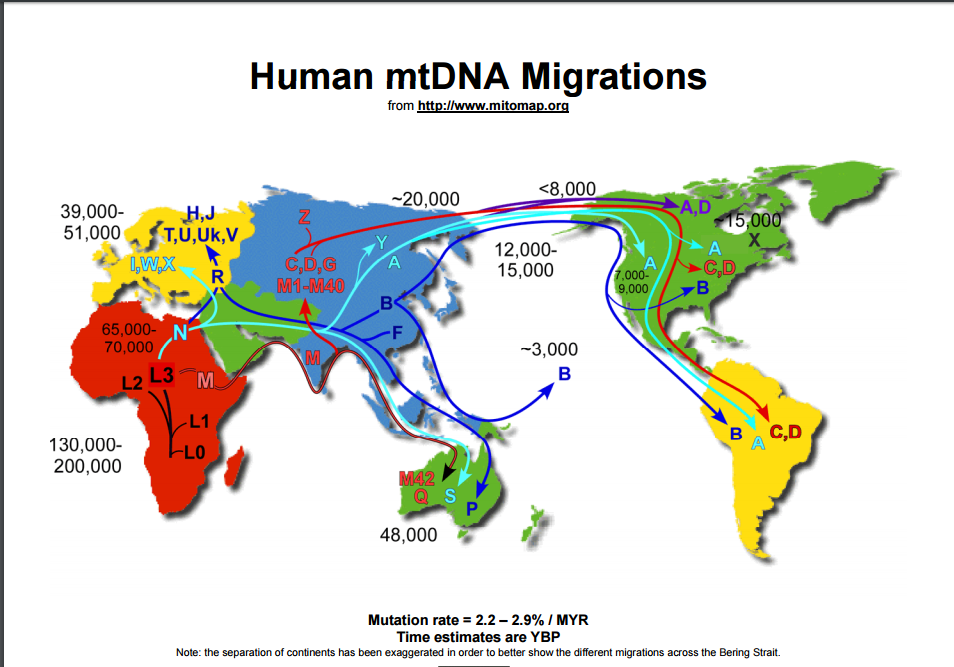 Human mtDNA Migrations
from http://www.mitomap.org
~20,000
<8,000
39,000-
51,000
H,J
T,U,Uk,V
I,W,X
R
Z
C,D,G
M1-M40
Y
A
A,D
~15,000
X
A
C,D
B
A
7,000-
9,000
12,000-
15,000
65,000-
70,000
N
B
F
M
L3
L2
M
L1
L0
130,000-
200,000
~3,000
B
B
A
C,D
M42
Q
S
P
48,000
Mutation rate = 2.2 – 2.9% / MYR
Time estimates are YBP
Note: the separation of continents has been exaggerated in order to better show the different migrations across the Bering Strait.